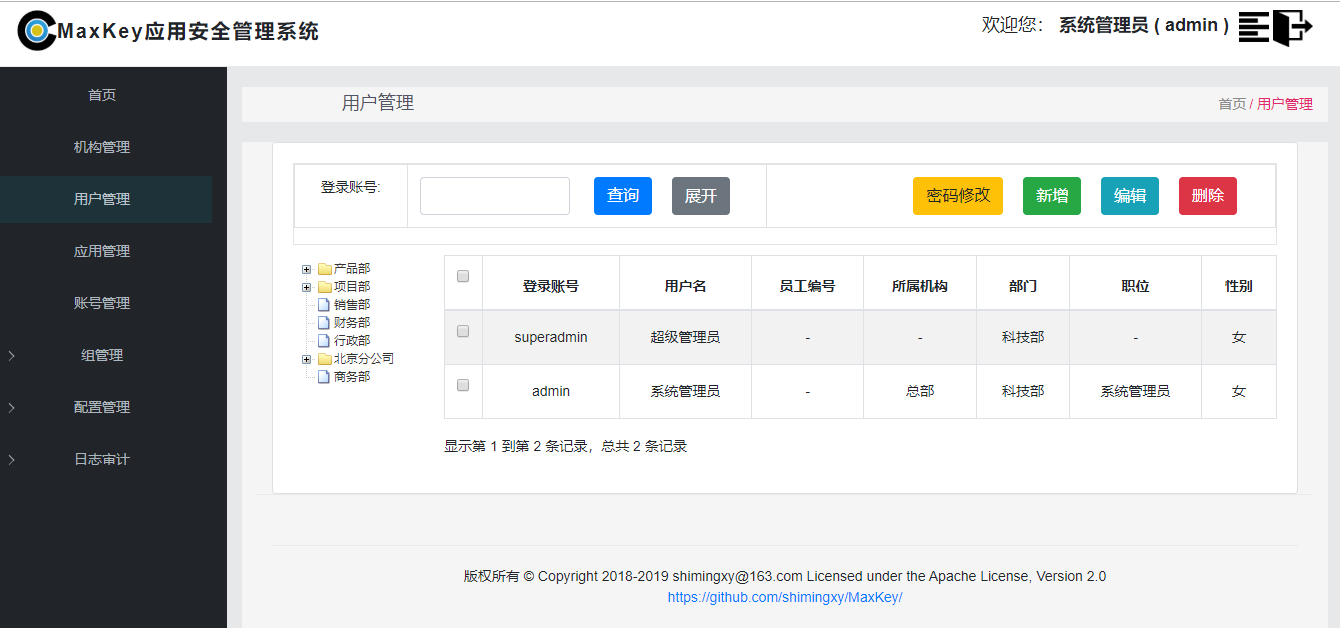 MaxKey应用安全管理系统
欢迎您： 系统管理员 ( admin )
首页
机构管理
用户管理
应用管理
账号管理
组管理
配置管理
日志审计
用户管理
首页 / 用户管理
登录账号: 查询 展开 密码修改 新增 编辑 删除
产品部
项目部
销售部
财务部
行政部
北京分公司
商务部
登录账号 用户名 员工编号 所属机构 部门 职位 性别
superadmin 超级管理员 - - 科技部 - 女
admin 系统管理员 - 总部 科技部 系统管理员 女
显示第 1 到第 2 条记录，总共 2 条记录
版权所有 © Copyright 2018-2019 shimingxy@163.com Licensed under the Apache License, Version 2.0
https://github.com/shimingxy/MaxKey/